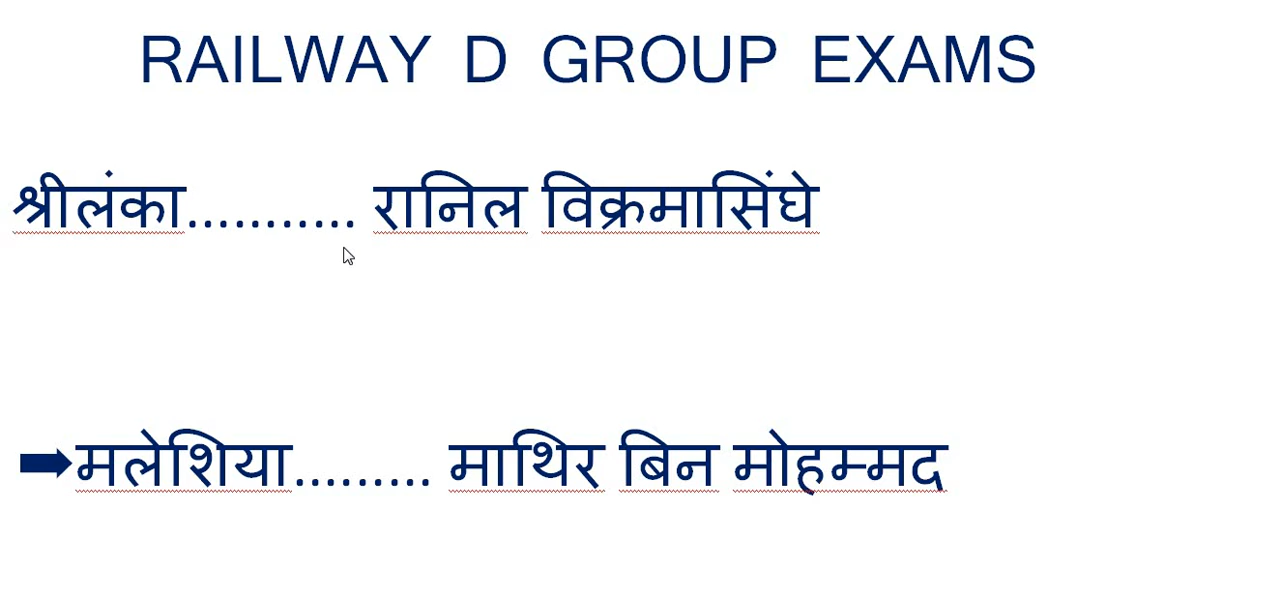 RAILWAY D GROUP EXAMS
श्रीलंका........... रानिल विक्रमासिंघे
➡मलेशिया......... माथिर बिन मोहम्मद